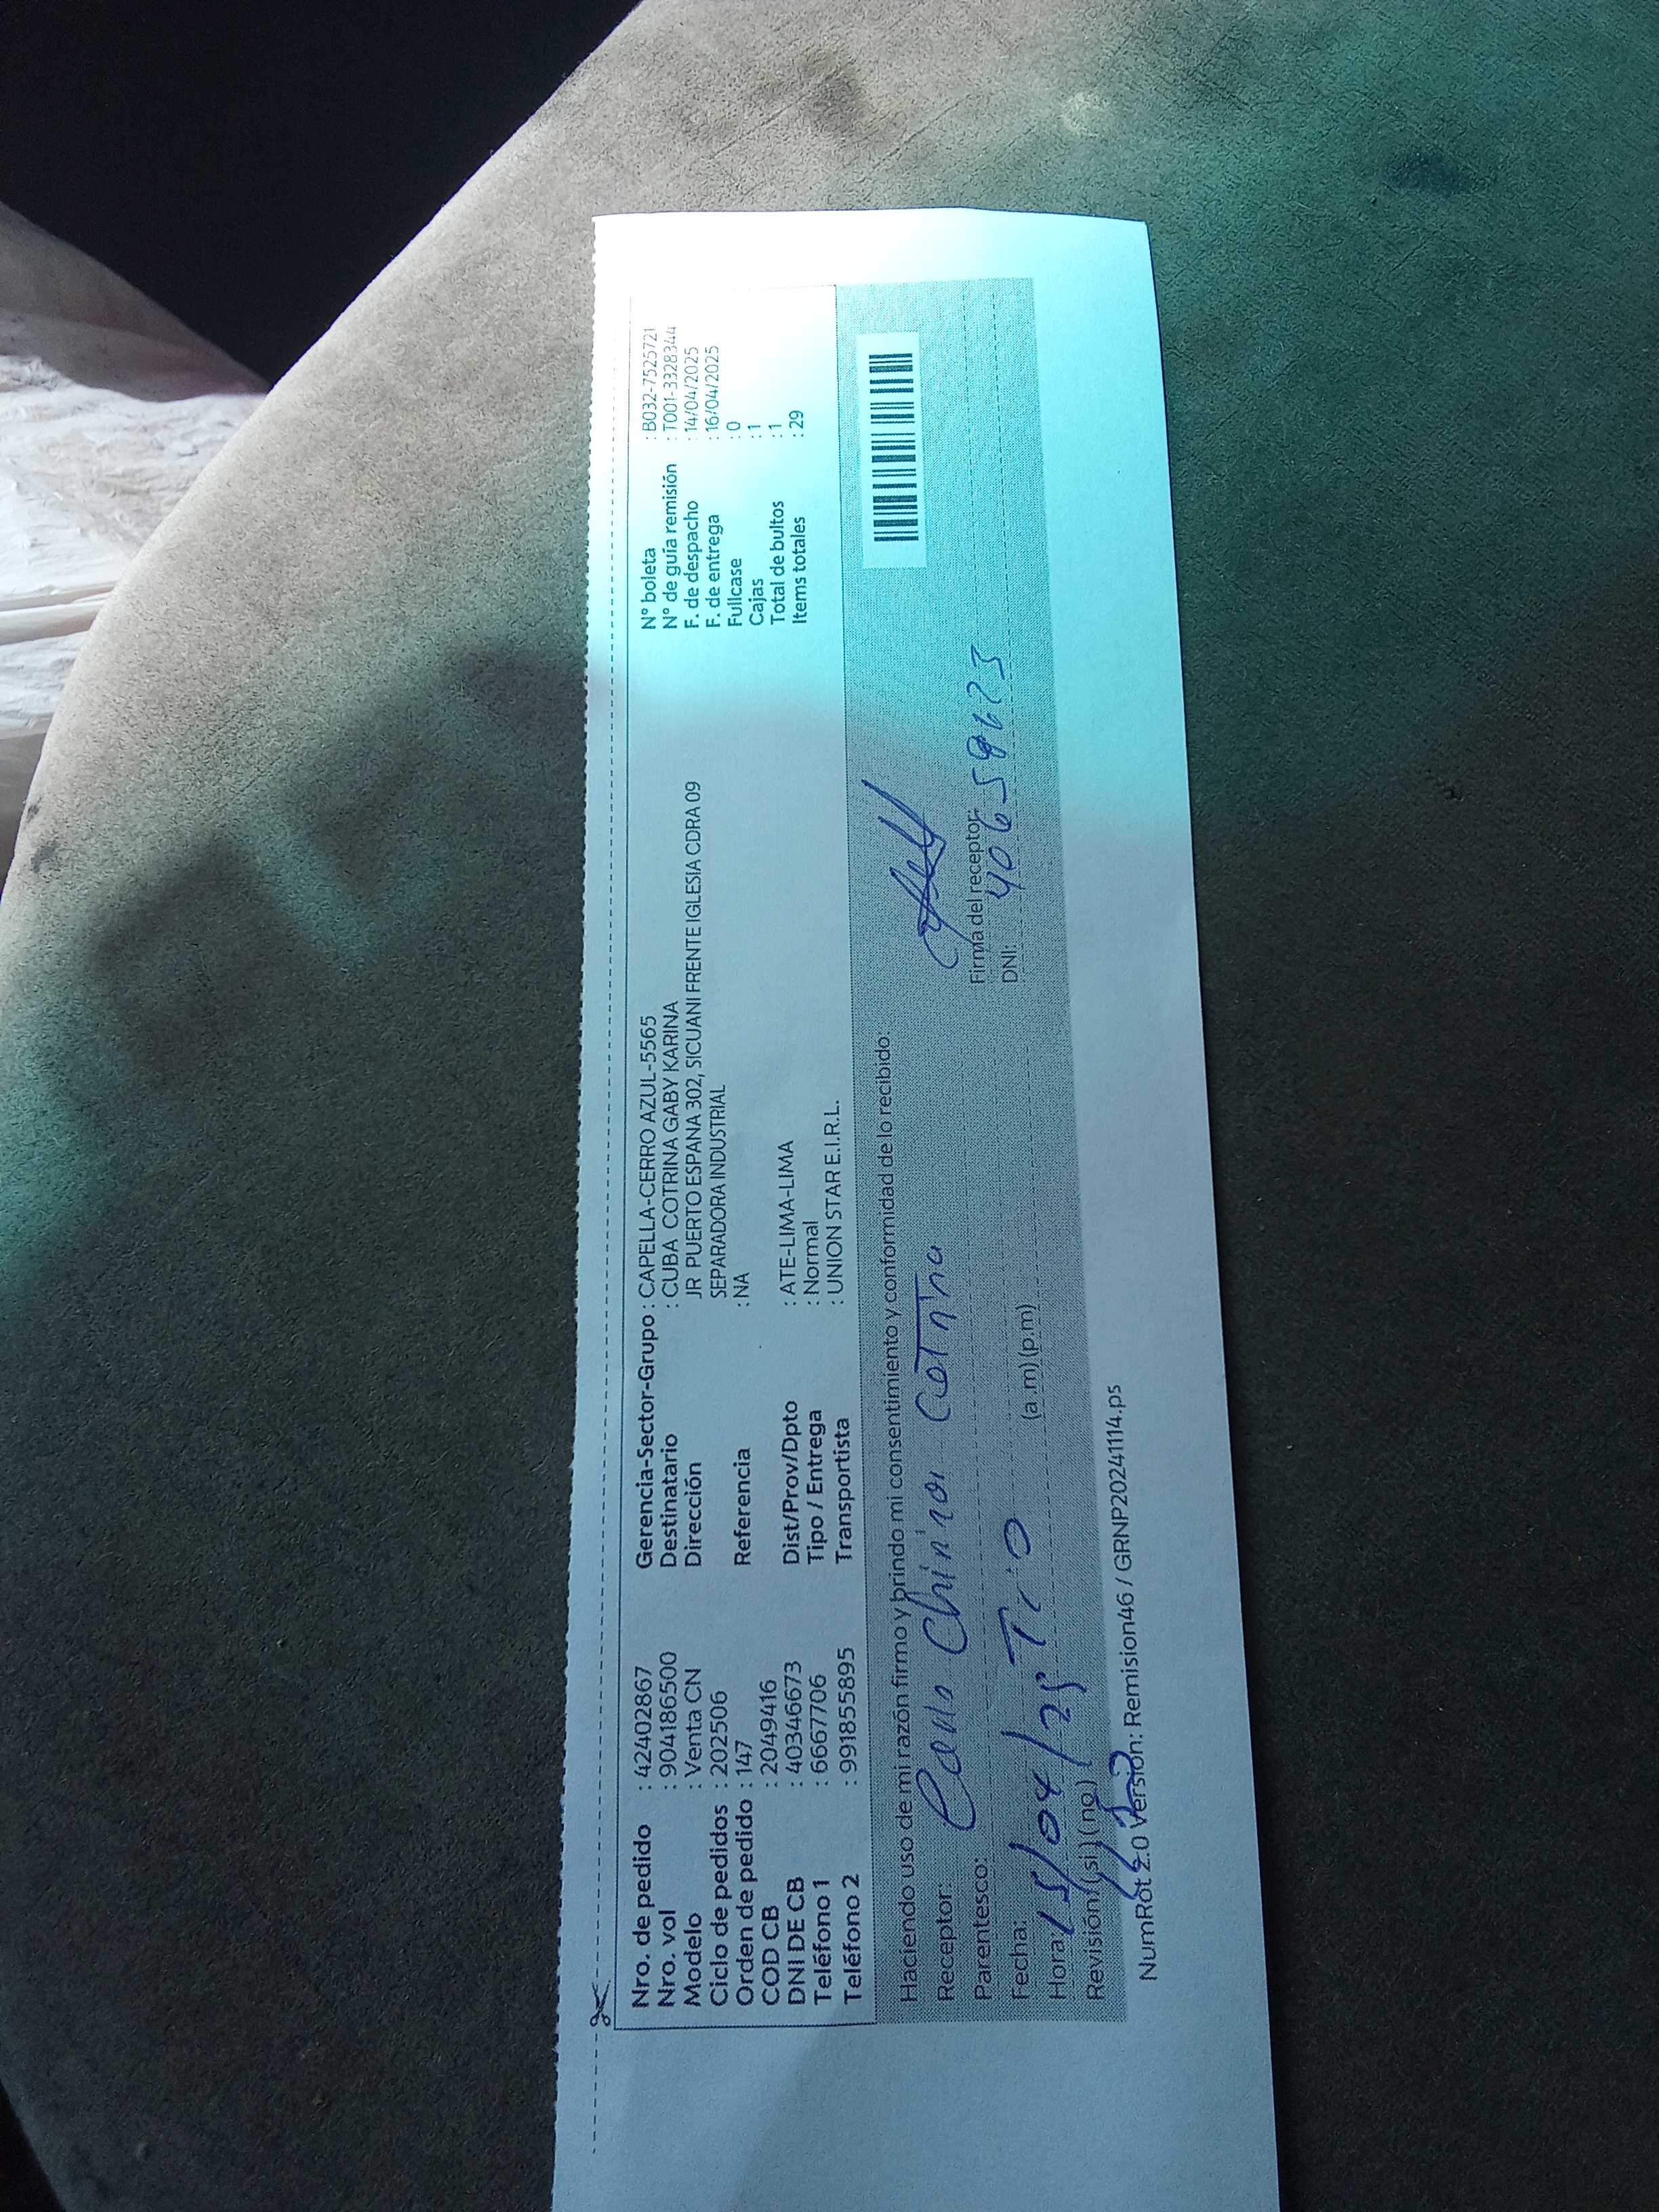 Nro. de pedido : 42402867
Nro. vol : 904186500
Modelo : Venta CN
Ciclo de pedidos : 202506
Orden de pedido : 147
COD CB : 2049416
DNI DE CB : 40346673
Teléfono 1 : 6667706
Teléfono 2 : 991855895
Gerencia-Sector-Grupo : CAPELLA-CERRO AZUL-5565
Destinatario : CUBA COTRINA GABY KARINA
Dirección JR PUERTO ESPANA 302, SICUANI FRENTE IGLESIA CDRA 09
SEPARADORA INDUSTRIAL
Referencia : NA
Dist/Prov/Dpto : ATE-LIMA-LIMA
Tipo / Entrega : Normal
Transportista : UNION STAR E.I.R.L.
N° boleta : B032-7525721
N° de guía remisión : T001-3328344
F. de despacho : 14/04/2025
F. de entrega : 16/04/2025
Fullcase : 0
Cajas : 1
Total de bultos : 1
Items totales : 29
Haciendo uso de mi razón firmo y brindo mi consentimiento y conformidad de lo recibido:
Receptor: Cotrina
Parentesco: Tio
Fecha: 15/04/25
Hora: (a.m) (p.m)
Revisión: (si) (no)
Firma del receptor:
DNI:
NumRot 2.0 Versión: Remision46 / GRNP20241114.ps